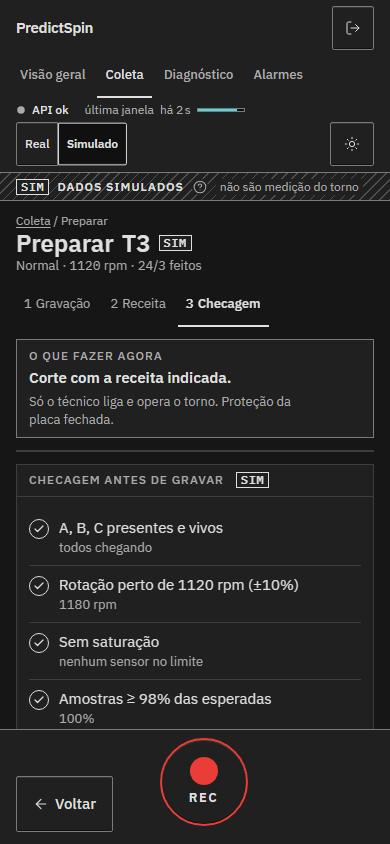 PredictSpin
Visão geral Coleta Diagnóstico Alarmes
API ok última janela há 2 s
Real Simulado
SIM DADOS SIMULADOS ? não são medição do torno
Coleta / Preparar
Preparar T3 SIM
Normal · 1120 rpm · 24/3 feitos
1 Gravação 2 Receita 3 Checagem
O QUE FAZER AGORA
Corte com a receita indicada.
Só o técnico liga e opera o torno. Proteção da
placa fechada.
CHECAGEM ANTES DE GRAVAR SIM
A, B, C presentes e vivos
todos chegando
Rotação perto de 1120 rpm (±10%)
1180 rpm
Sem saturação
nenhum sensor no limite
Amostras ≥ 98% das esperadas
100%
← Voltar
REC